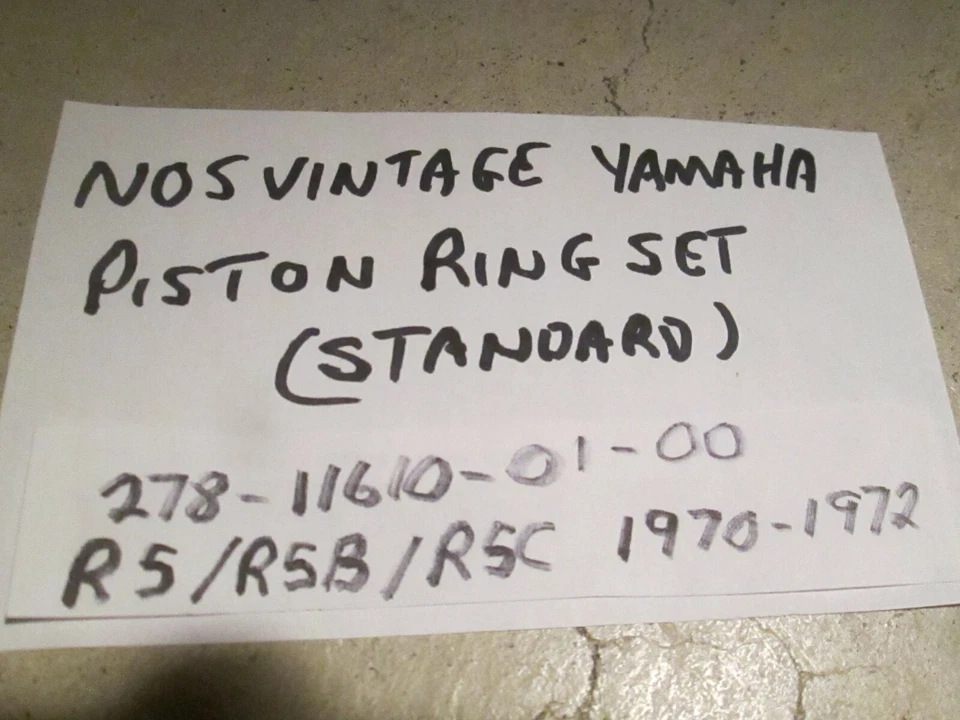 NOS VINTAGE YAMAHA
PISTON RING SET
(STANDARD)
278-11610-01-00
R5/R5B/R5C 1970-1972